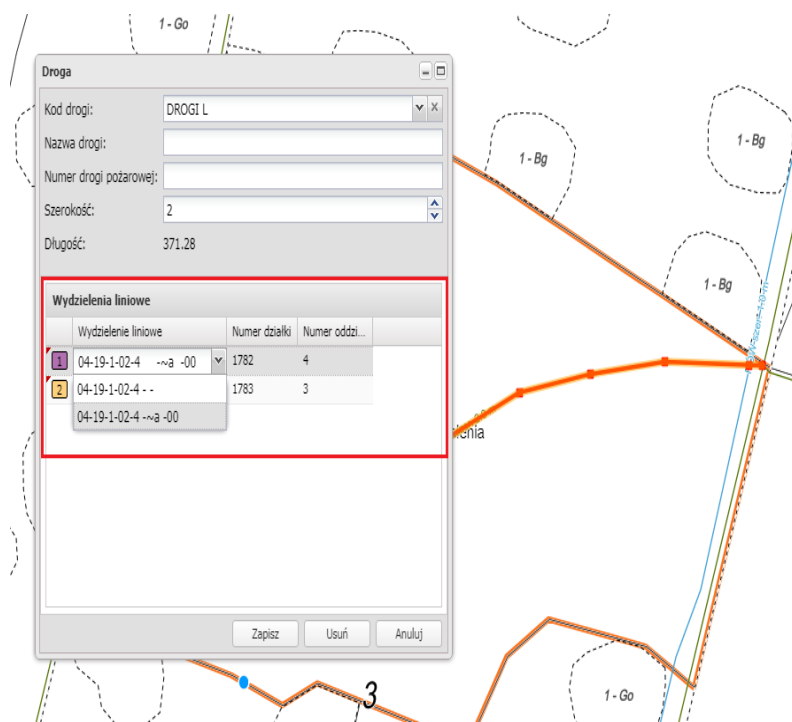 1 - Go
Droga
Kod drogi: DROGI L
Nazwa drogi:
Numer drogi pożarowej:
Szerokość: 2
Długość: 371.28
Wydzielenia liniowe
Wydzielenie liniowe Numer działki Numer oddzi...
1 04-19-1-02-4 -~a -00 1782 4
2 04-19-1-02-4 - - 1783 3
04-19-1-02-4 -~a -00
Zapisz Usuń Anuluj
1 - Bg
1 - Bg
1 - Bg
3
1 - Go